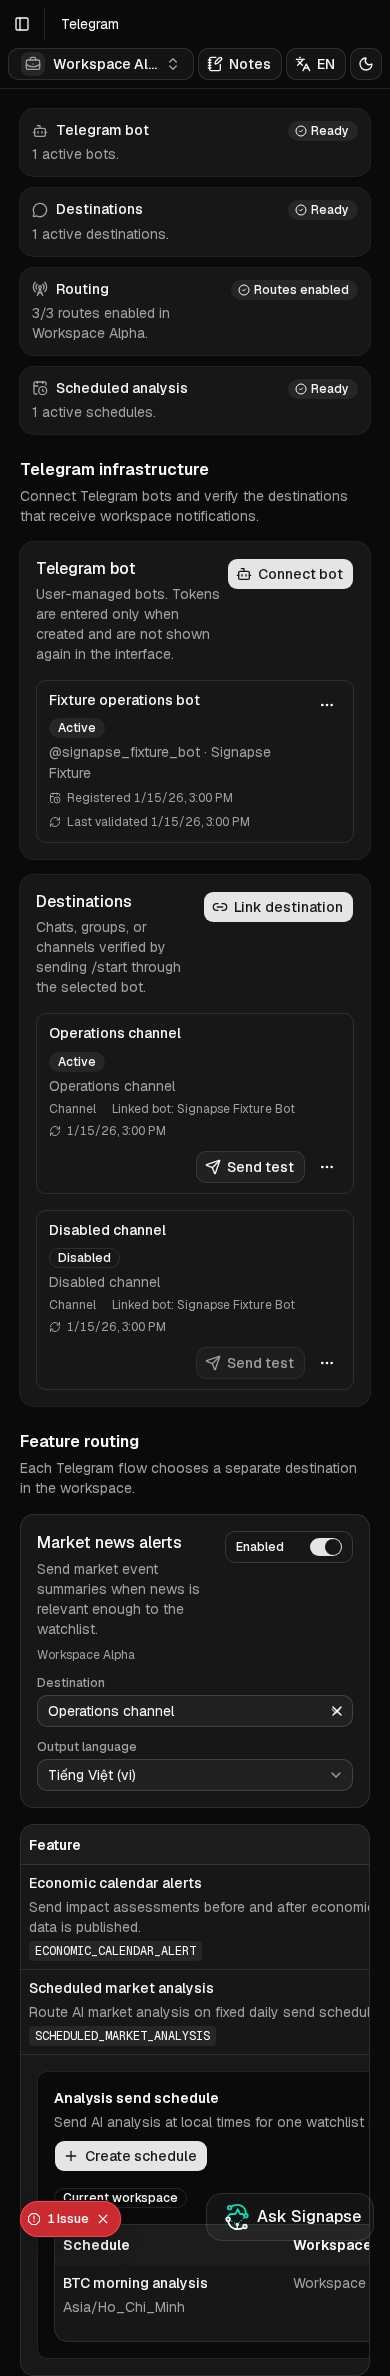 Telegram
Workspace Al...
Notes
EN
Telegram bot
Ready
1 active bots.
Destinations
Ready
1 active destinations.
Routing
Routes enabled
3/3 routes enabled in
Workspace Alpha.
Scheduled analysis
Ready
1 active schedules.
Telegram infrastructure
Connect Telegram bots and verify the destinations
that receive workspace notifications.
Telegram bot
Connect bot
User-managed bots. Tokens
are entered only when
created and are not shown
again in the interface.
Fixture operations bot
Active
@signapse_fixture_bot · Signapse
Fixture
Registered 1/15/26, 3:00 PM
Last validated 1/15/26, 3:00 PM
Destinations
Link destination
Chats, groups, or
channels verified by
sending /start through
the selected bot.
Operations channel
Active
Operations channel
Channel Linked bot: Signapse Fixture Bot
1/15/26, 3:00 PM
Send test
Disabled channel
Disabled
Disabled channel
Channel Linked bot: Signapse Fixture Bot
1/15/26, 3:00 PM
Send test
Feature routing
Each Telegram flow chooses a separate destination
in the workspace.
Market news alerts
Enabled
Send market event
summaries when news is
relevant enough to the
watchlist.
Workspace Alpha
Destination
Operations channel
Output language
Tiếng Việt (vi)
Feature
Economic calendar alerts
Send impact assessments before and after economic
data is published.
ECONOMIC_CALENDAR_ALERT
Scheduled market analysis
Route AI market analysis on fixed daily send schedul
SCHEDULED_MARKET_ANALYSIS
Analysis send schedule
Send AI analysis at local times for one watchlist
Create schedule
Current workspace
1 Issue
Ask Signapse
Schedule
Workspace
BTC morning analysis
Workspace
Asia/Ho_Chi_Minh